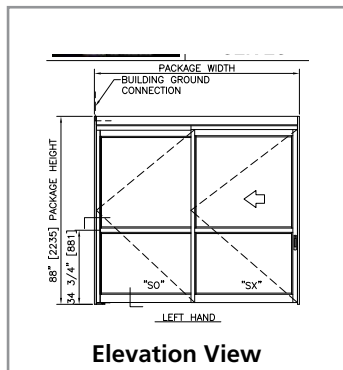 PACKAGE WIDTH
BUILDING GROUND
CONNECTION
88" [2235] PACKAGE HEIGHT
34 3/4" [881]
"SO"
"SX"
LEFT HAND
Elevation View